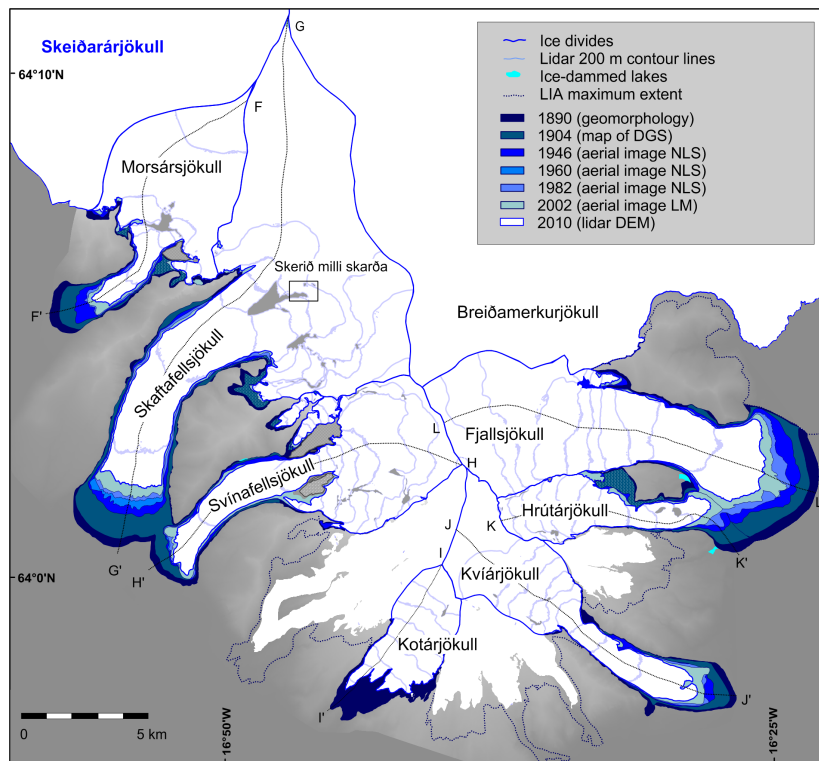 G
Skeiðarárjökull
Ice divides
Lidar 200 m contour lines
Ice-dammed lakes
LIA maximum extent
1890 (geomorphology)
1904 (map of DGS)
1946 (aerial image NLS)
1960 (aerial image NLS)
1982 (aerial image NLS)
2002 (aerial image LM)
2010 (lidar DEM)
64°10'N
F
Morsárjökull
Skerið milli skarða
F'
Breiðamerkurjökull
Skaftafellsjökull
L
Fjallsjökull
H
Svínafellsjökull
L
Hrútárjökull
J
K
I
K'
G'
H'
64°0'N
Kvíárjökull
Kotárjökull
J'
I'
0
5 km
16°50'W
16°25'W